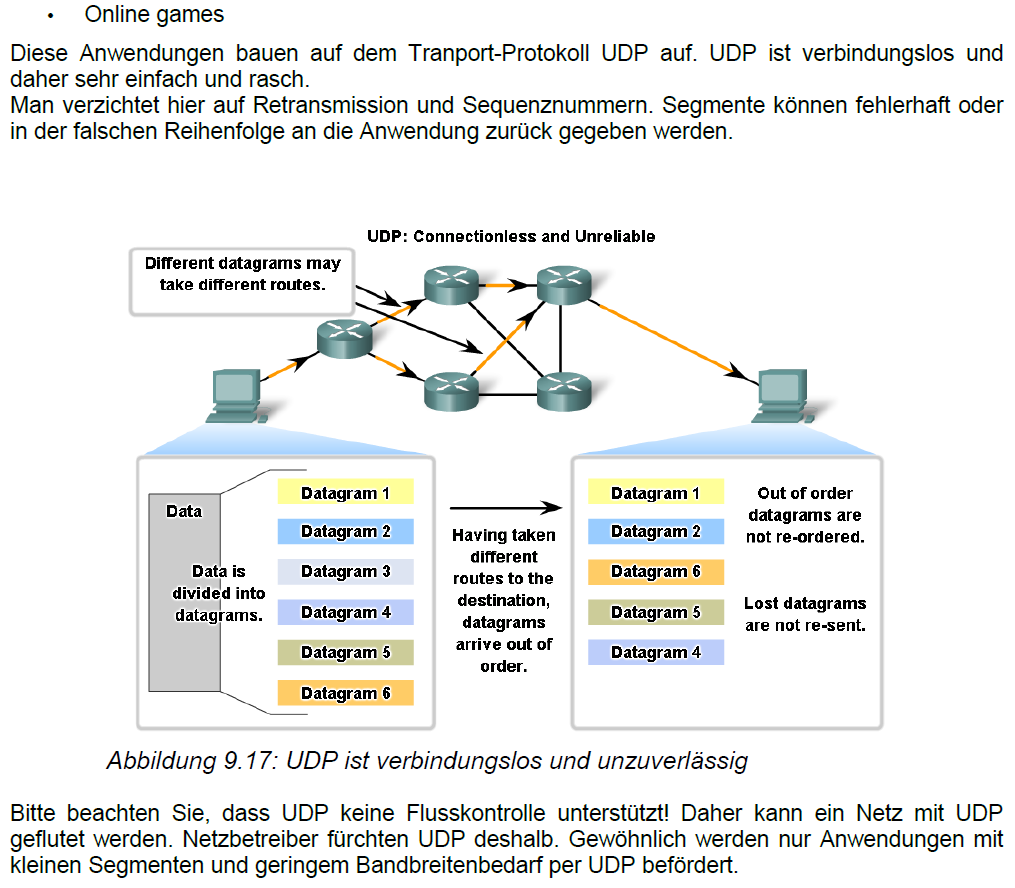 • Online games
Diese Anwendungen bauen auf dem Tranport-Protokoll UDP auf. UDP ist verbindungslos und
daher sehr einfach und rasch.
Man verzichtet hier auf Retransmission und Sequenznummern. Segmente können fehlerhaft oder
in der falschen Reihenfolge an die Anwendung zurück gegeben werden.
UDP: Connectionless and Unreliable
Different datagrams may
take different routes.
Data
Data is
divided into
datagrams.
Datagram 1
Datagram 2
Datagram 3
Datagram 4
Datagram 5
Datagram 6
Having taken
different
routes to the
destination,
datagrams
arrive out of
order.
Datagram 1
Datagram 2
Datagram 6
Datagram 5
Datagram 4
Out of order
datagrams are
not re-ordered.
Lost datagrams
are not re-sent.
Abbildung 9.17: UDP ist verbindungslos und unzuverlässig
Bitte beachten Sie, dass UDP keine Flusskontrolle unterstützt! Daher kann ein Netz mit UDP
geflutet werden. Netzbetreiber fürchten UDP deshalb. Gewöhnlich werden nur Anwendungen mit
kleinen Segmenten und geringem Bandbreitenbedarf per UDP befördert.